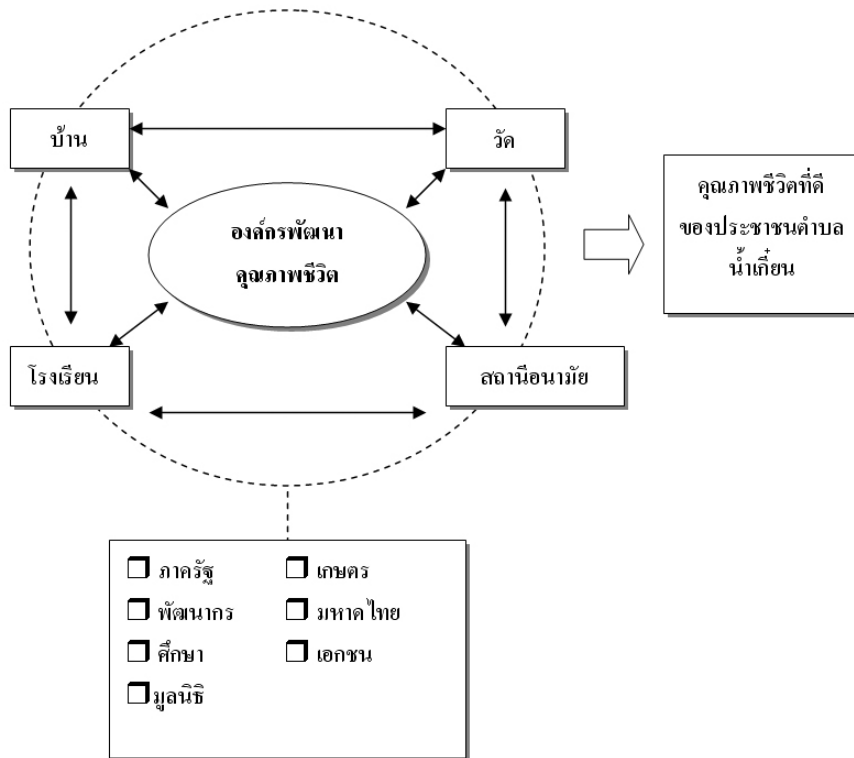 บ้าน
วัด
องค์กรพัฒนา
คุณภาพชีวิต
คุณภาพชีวิตที่ดี
ของประชาชนตำบล
น้ำเกี๋ยน
โรงเรียน
สถานีอนามัย
❒ ภาครัฐ ❒ เกษตร
❒ พัฒนากร ❒ มหาดไทย
❒ ศึกษา ❒ เอกชน
❒ มูลนิธิ